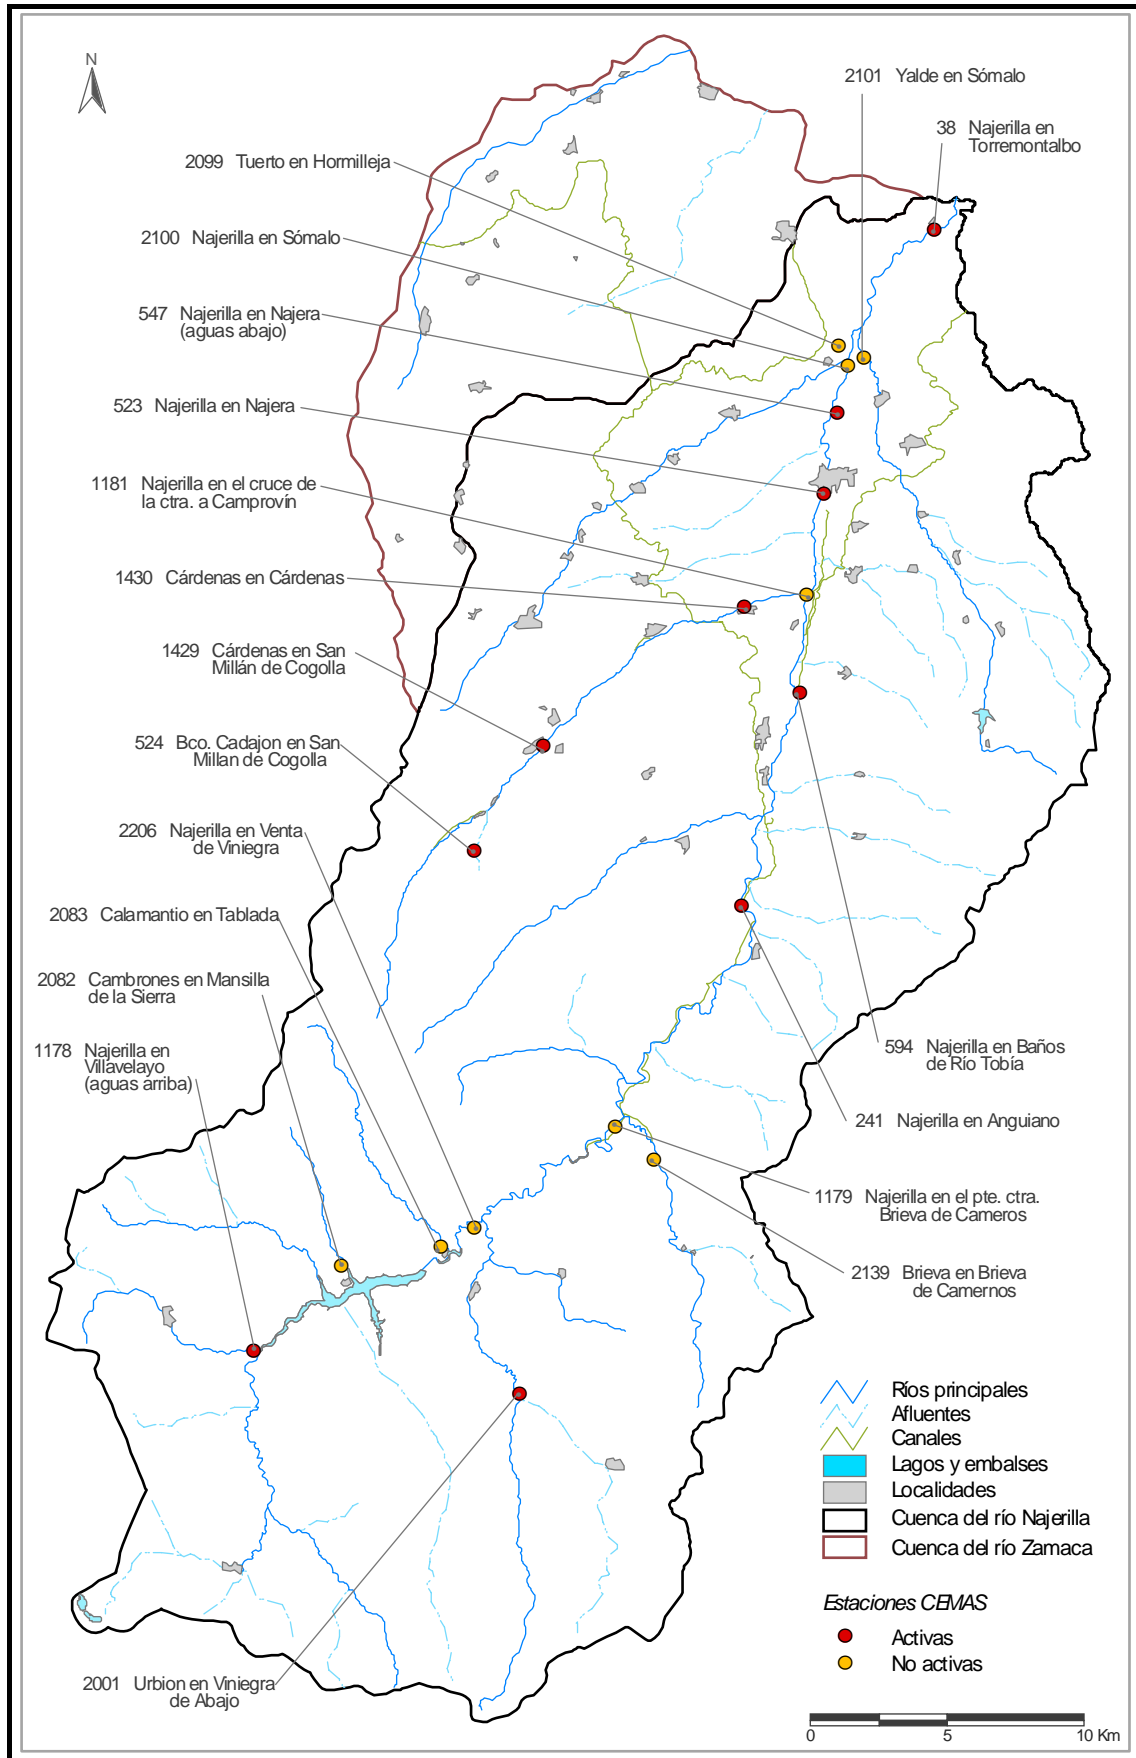 N
2101 Yalde en Sómalo
38 Najerilla en
Torremontalbo
2099 Tuerto en Hormilleja
2100 Najerilla en Sómalo
547 Najerilla en Najera
(aguas abajo)
523 Najerilla en Najera
1181 Najerilla en el cruce de
la ctra. a Camprovín
1430 Cárdenas en Cárdenas
1429 Cárdenas en San
Millán de Cogolla
524 Bco. Cadajon en San
Millan de Cogolla
2206 Najerilla en Venta
de Viniegra
2083 Calamantio en Tablada
2082 Cambrones en Mansilla
de la Sierra
1178 Najerilla en
Villavelayo
(aguas arriba)
594 Najerilla en Baños
de Río Tobía
241 Najerilla en Anguiano
1179 Najerilla en el pte. ctra.
Brieva de Cameros
2139 Brieva en Brieva
de Camernos
Ríos principales
Afluentes
Canales
Lagos y embalses
Localidades
Cuenca del río Najerilla
Cuenca del río Zamaca
Estaciones CEMAS
Activas
No activas
2001 Urbion en Viniegra
de Abajo
0 5 10 Km